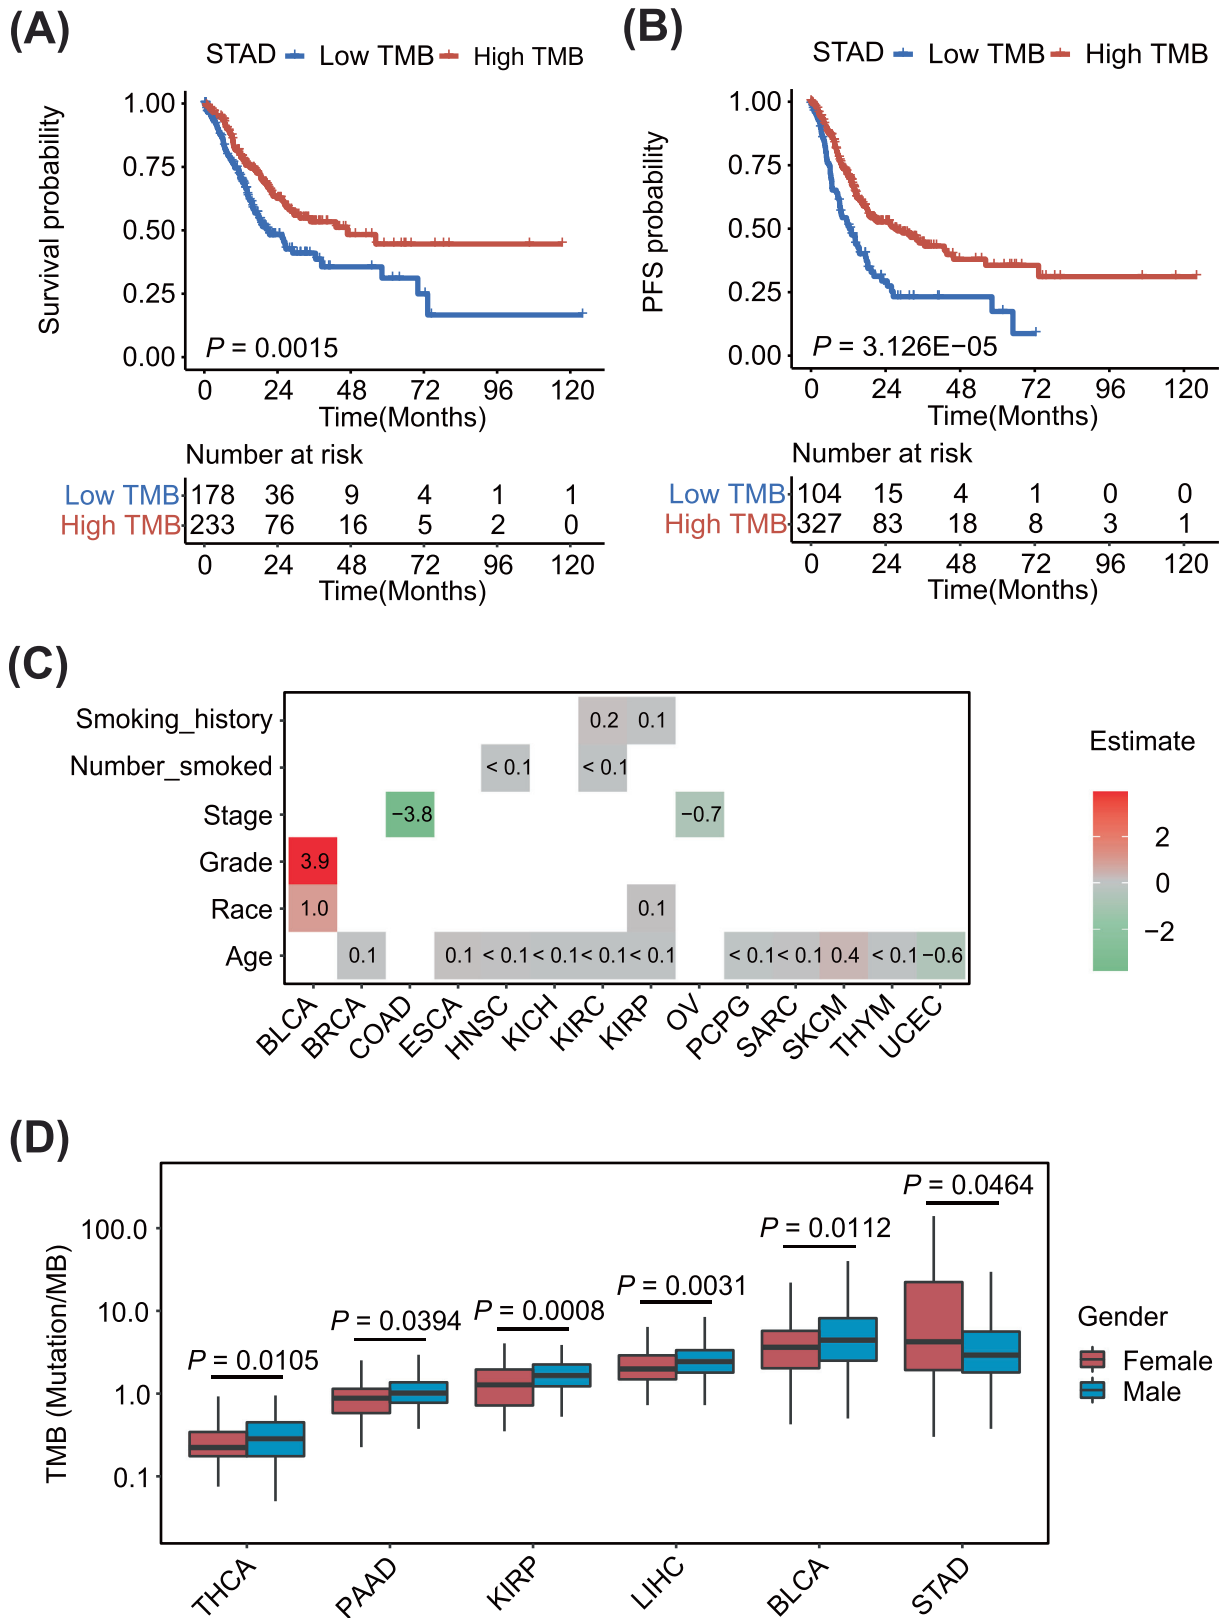 (A)
STAD Low TMB High TMB
Survival probability
1.00
0.75
0.50
0.25
0.00
P = 0.0015
0 24 48 72 96 120
Time(Months)
Number at risk
Low TMB 178 36 9 4 1 1
High TMB 233 76 16 5 2 0
0 24 48 72 96 120
Time(Months)
(B)
STAD Low TMB High TMB
PFS probability
1.00
0.75
0.50
0.25
0.00
P = 3.126E−05
0 24 48 72 96 120
Time(Months)
Number at risk
Low TMB 104 15 4 1 0 0
High TMB 327 83 18 8 3 1
0 24 48 72 96 120
Time(Months)
(C)
Smoking_history 0.2 0.1
Number_smoked < 0.1 < 0.1
Stage −3.8 −0.7
Grade 3.9
Race 1.0 0.1
Age 0.1 0.1 < 0.1 < 0.1 < 0.1 < 0.1 < 0.1 < 0.1 0.4 < 0.1 −0.6
BLCA BRCA COAD ESCA HNSC KICH KIRC KIRP OV PCPG SARC SKCM THYM UCEC
Estimate
2
0
−2
(D)
TMB (Mutation/MB)
100.0
10.0
1.0
0.1
P = 0.0105
P = 0.0394
P = 0.0008
P = 0.0031
P = 0.0112
P = 0.0464
THCA PAAD KIRP LIHC BLCA STAD
Gender
Female
Male